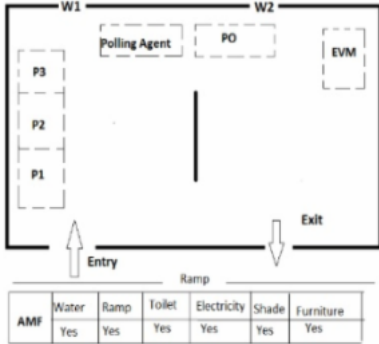 W1 W2
Polling Agent PO EVM
P3
P2
P1
Exit
Entry
Ramp
AMF Water Ramp Toilet Electricity Shade Furniture
Yes Yes Yes Yes Yes Yes